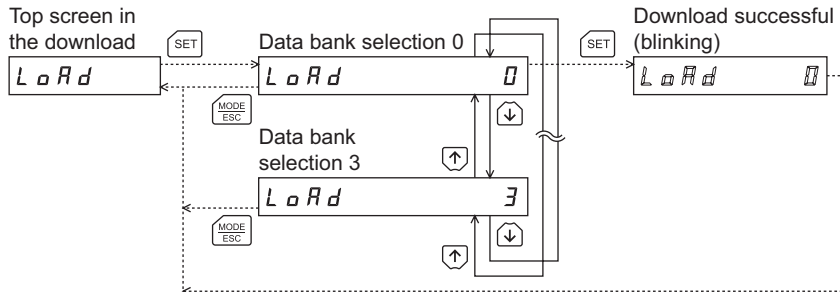 Top screen in
the download
SET
Data bank selection 0
SET
Download successful
(blinking)
LoAd
LoAd 0
LoAd 0
MODE
ESC
Data bank
selection 3
LoAd 3
MODE
ESC